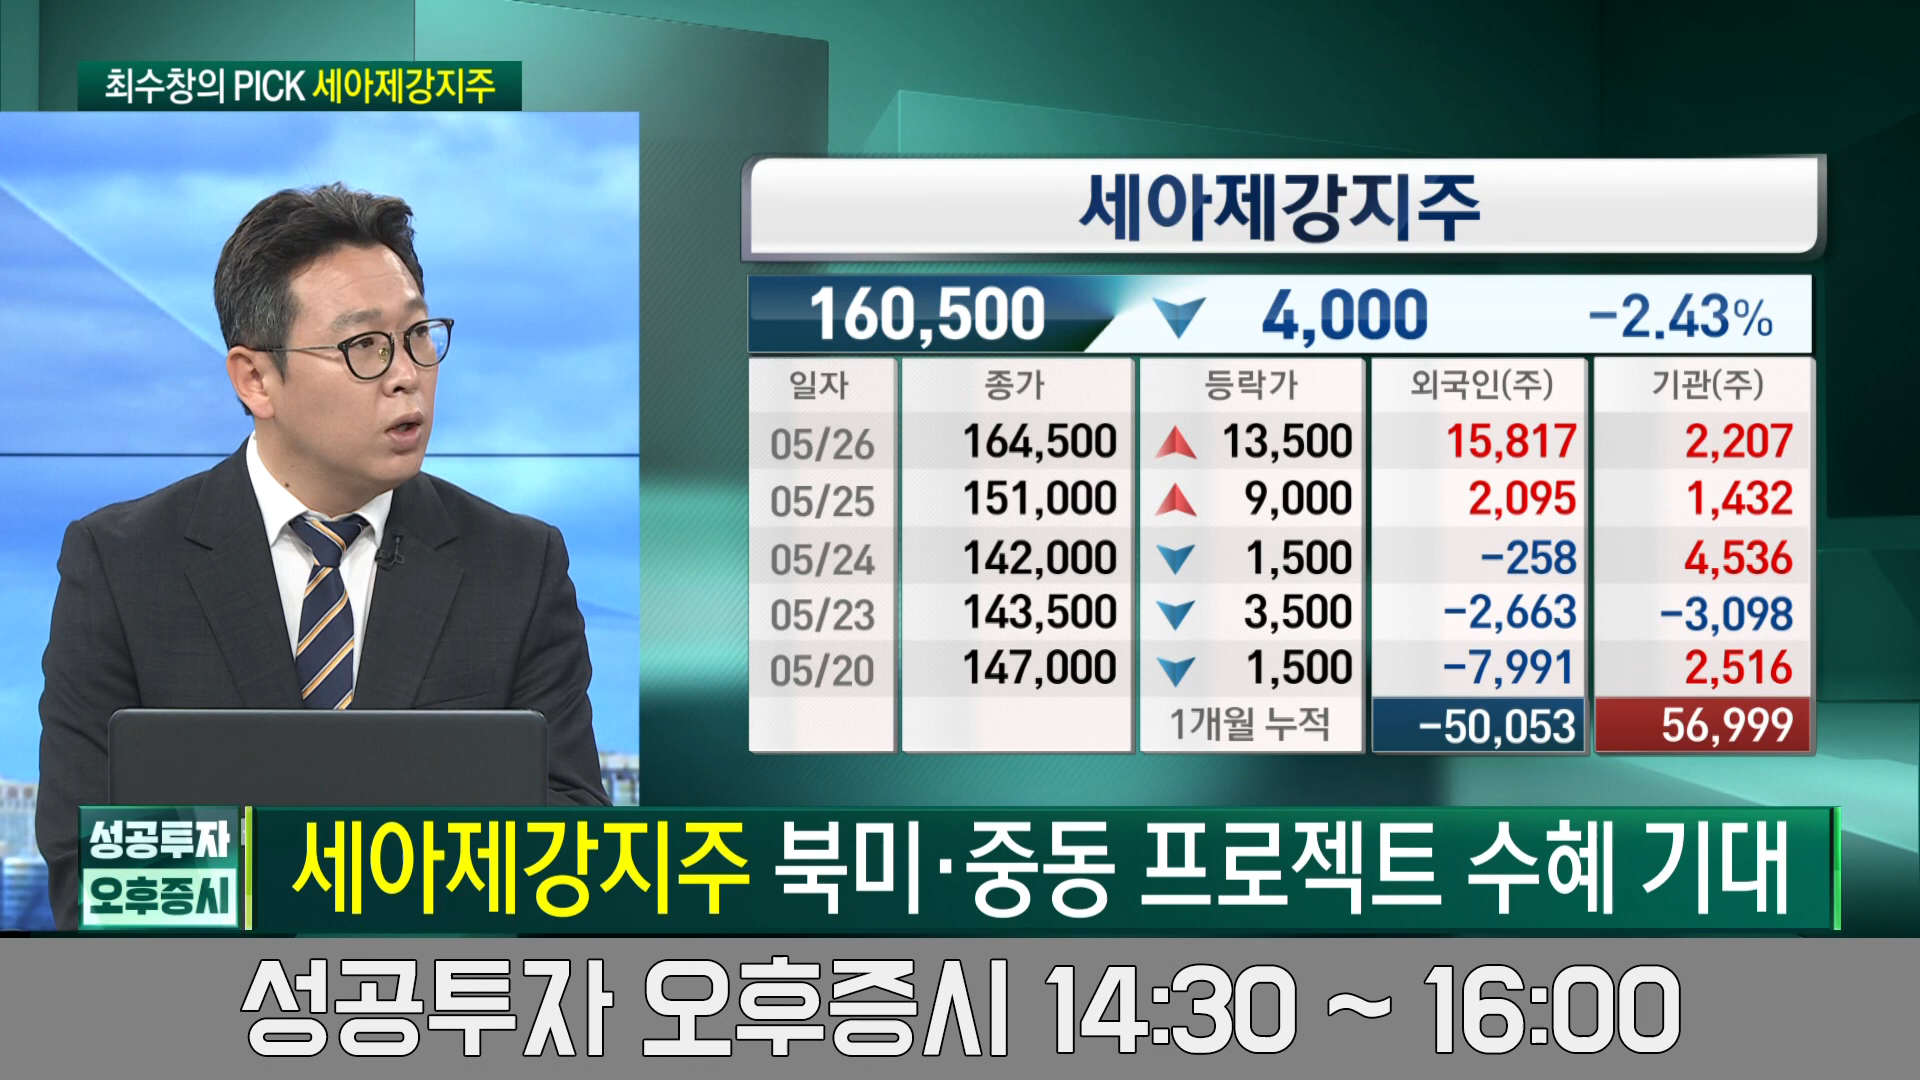 최수창의 PICK 세아제강지주
세아제강지주
160,500 4,000 -2.43%
일자 종가 등락가 외국인(주) 기관(주)
05/26 164,500 13,500 15,817 2,207
05/25 151,000 9,000 2,095 1,432
05/24 142,000 1,500 -258 4,536
05/23 143,500 3,500 -2,663 -3,098
05/20 147,000 1,500 -7,991 2,516
1개월 누적 -50,053 56,999
성공투자
오후증시
세아제강지주 북미·중동 프로젝트 수혜 기대
성공투자 오후증시 14:30 ~ 16:00